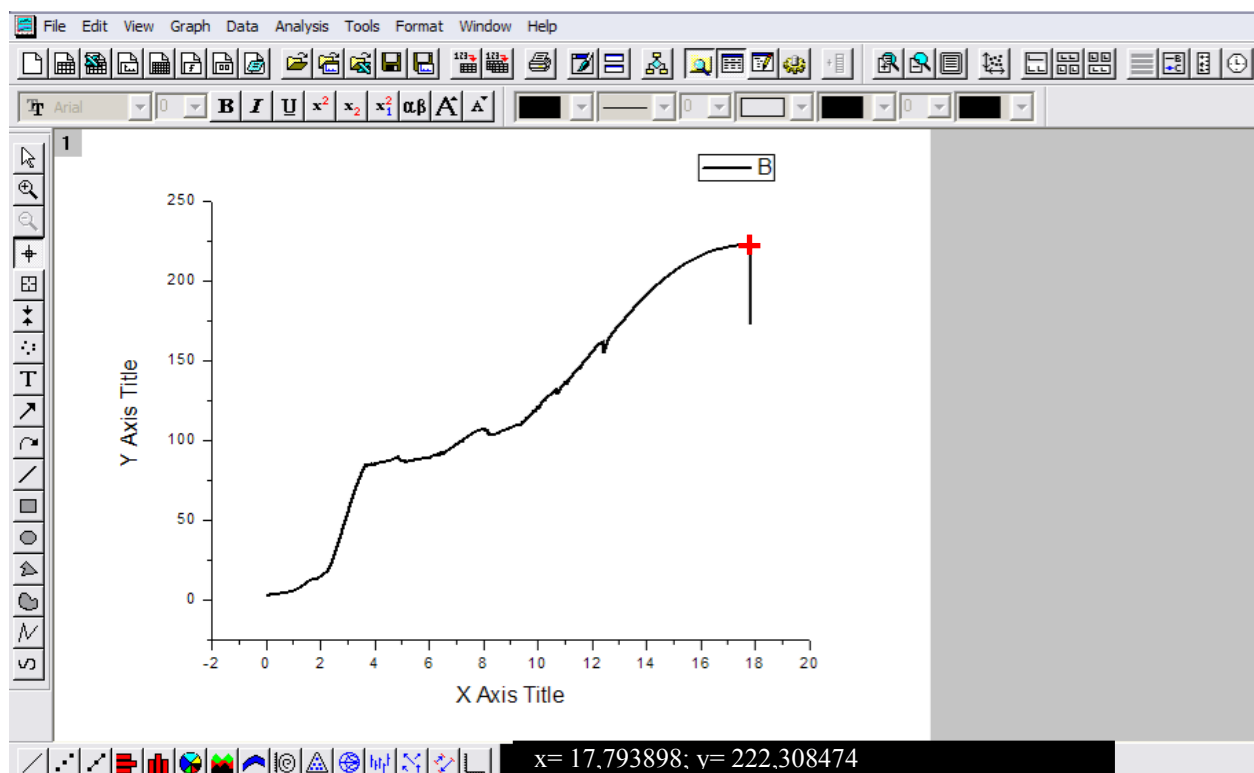 File Edit View Graph Data Analysis Tools Format Window Help
Arial 0 B I U x² x₂ x₁² αβ A A 0 0
1
B
250
200
150
100
50
0
Y Axis Title
-2 0 2 4 6 8 10 12 14 16 18 20
X Axis Title
T
x= 17,793898; y= 222,308474